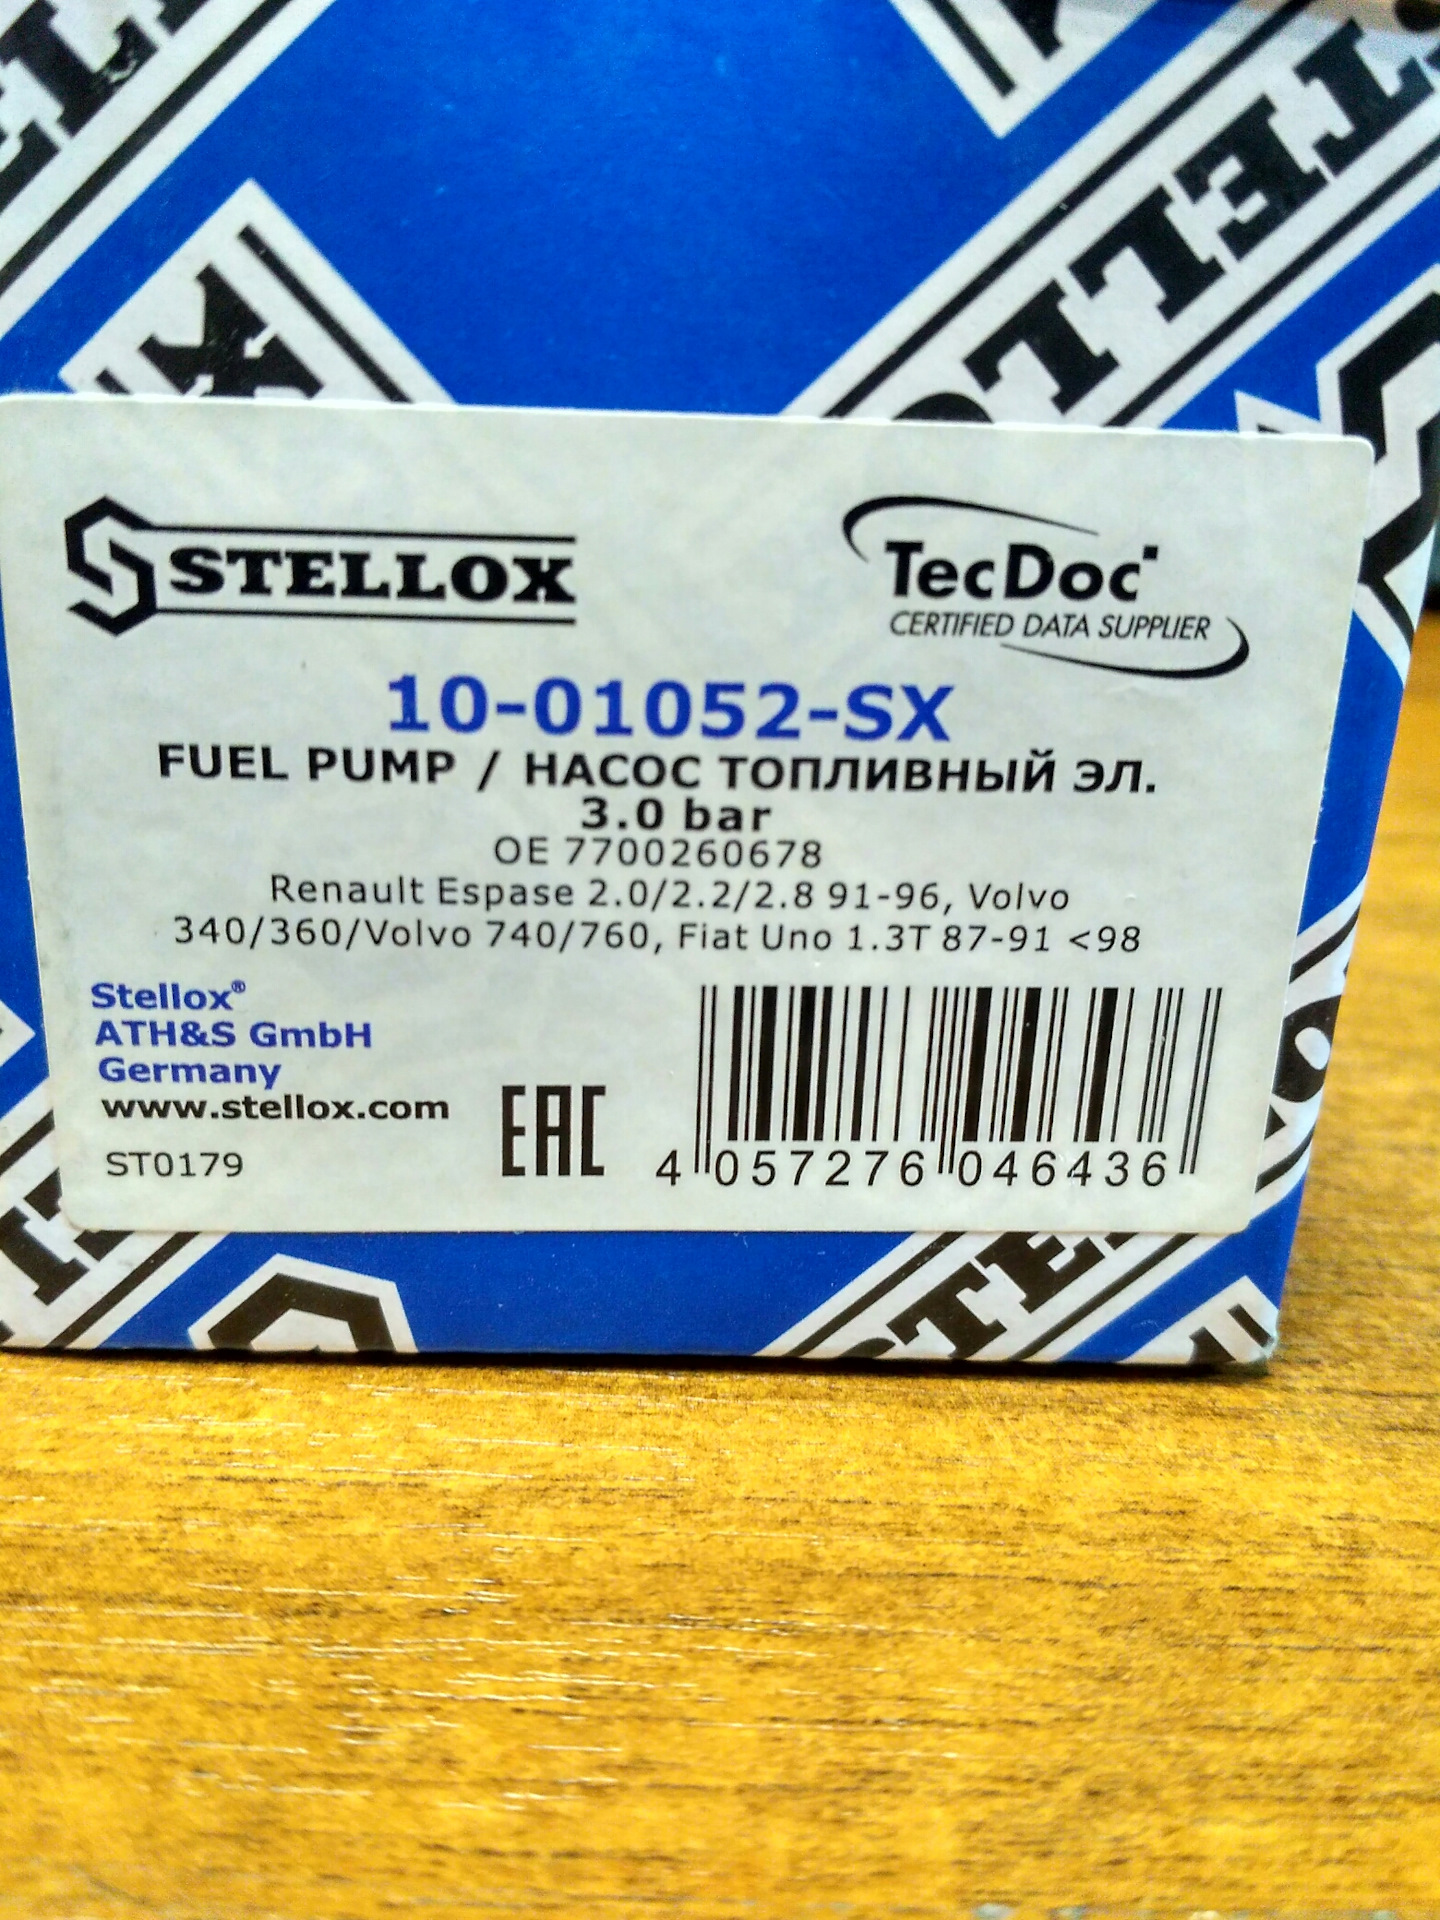 STELLOX
TecDoc
CERTIFIED DATA SUPPLIER
10-01052-SX
FUEL PUMP / НАСОС ТОПЛИВНЫЙ ЭЛ.
3.0 bar
OE 7700260678
Renault Espase 2.0/2.2/2.8 91-96, Volvo
340/360/Volvo 740/760, Fiat Uno 1.3T 87-91 <98
Stellox®
ATH&S GmbH
Germany
www.stellox.com
ST0179
EAC
4 057276 046436